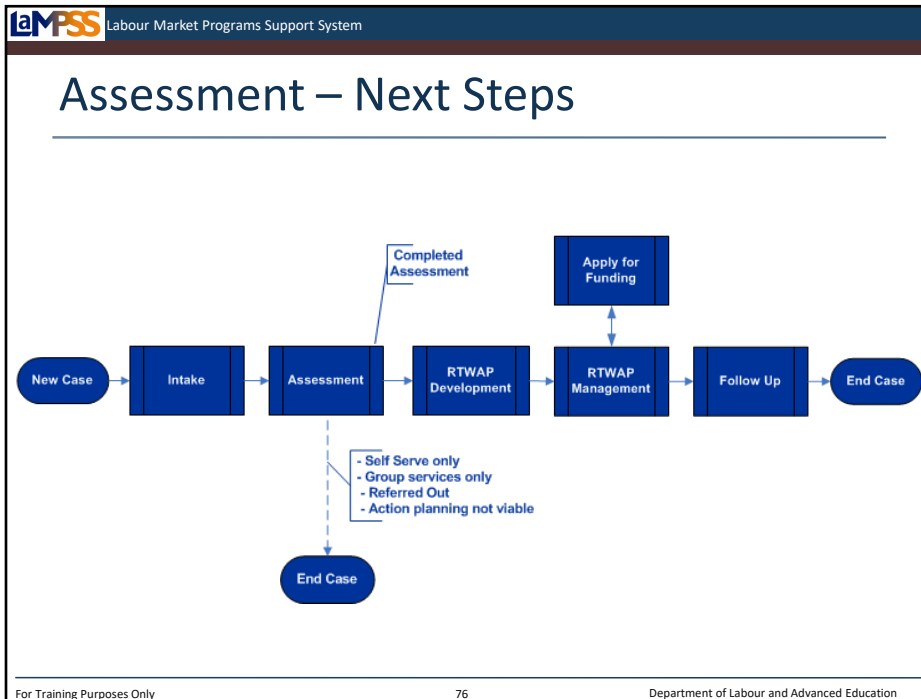 LaMPSS Labour Market Programs Support System
Assessment – Next Steps
Completed
Assessment
Apply for
Funding
New Case
Intake
Assessment
RTWAP
Development
RTWAP
Management
Follow Up
End Case
- Self Serve only
- Group services only
- Referred Out
- Action planning not viable
End Case
For Training Purposes Only
76
Department of Labour and Advanced Education